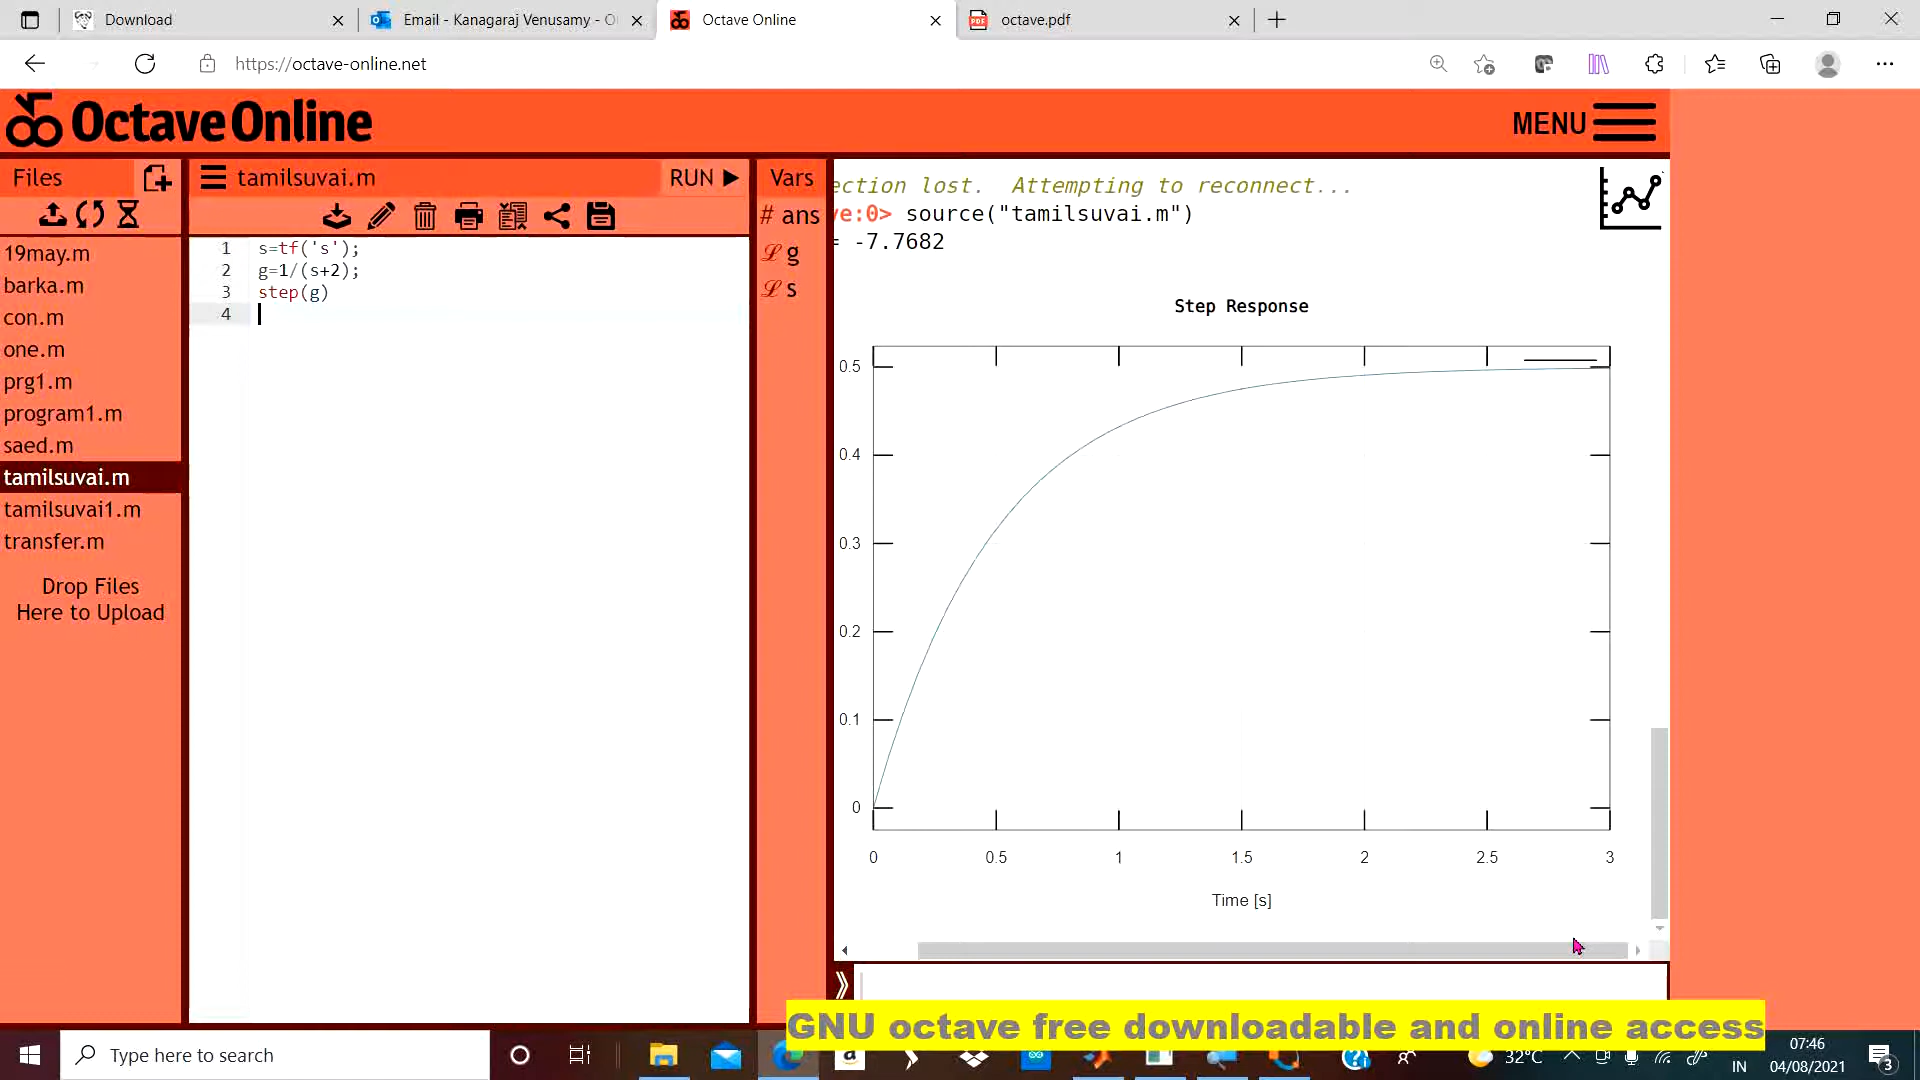 Download
Email - Kanagaraj Venusamy - O
Octave Online
octave.pdf
https://octave-online.net
Octave Online
MENU
Files
tamilsuvai.m
RUN
Vars
# ans
g
s
19may.m
barka.m
con.m
one.m
prg1.m
program1.m
saed.m
tamilsuvai.m
tamilsuvai1.m
transfer.m
Drop Files
Here to Upload
1 s=tf('s');
2 g=1/(s+2);
3 step(g)
4
ection lost. Attempting to reconnect...
ve:0> source("tamilsuvai.m")
= -7.7682
Step Response
0.5
0.4
0.3
0.2
0.1
0
0 0.5 1 1.5 2 2.5 3
Time [s]
GNU octave free downloadable and online access
Type here to search
32°C
IN
07:46
04/08/2021
3